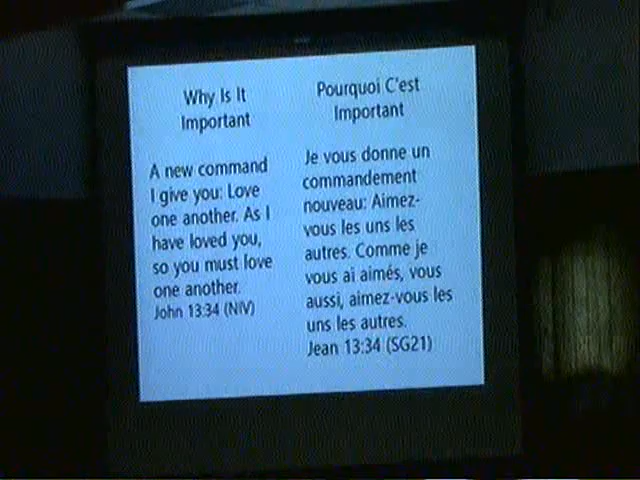 Why Is It
Important
A new command
I give you: Love
one another. As I
have loved you,
so you must love
one another.
John 13:34 (NIV)
Pourquoi C'est
Important
Je vous donne un
commandement
nouveau: Aimez-
vous les uns les
autres. Comme je
vous ai aimés, vous
aussi, aimez-vous les
uns les autres.
Jean 13:34 (SG21)